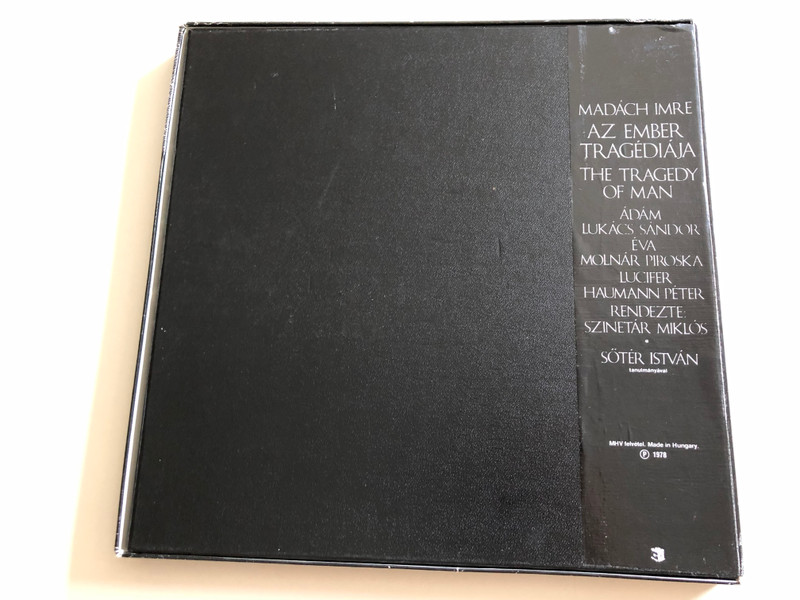 MADÁCH IMRE
AZ EMBER
TRAGÉDIÁJA
THE TRAGEDY
OF MAN
ÁDÁM
LUKÁCS SÁNDOR
ÉVA
MOLNÁR PIROSKA
LUCIFER
HAUMANN PÉTER
RENDEZTE:
SZINETÁR MIKLÓS
*
SŐTÉR ISTVÁN
tanulmányával
MHV felvétel. Made in Hungary.
Ⓟ 1978